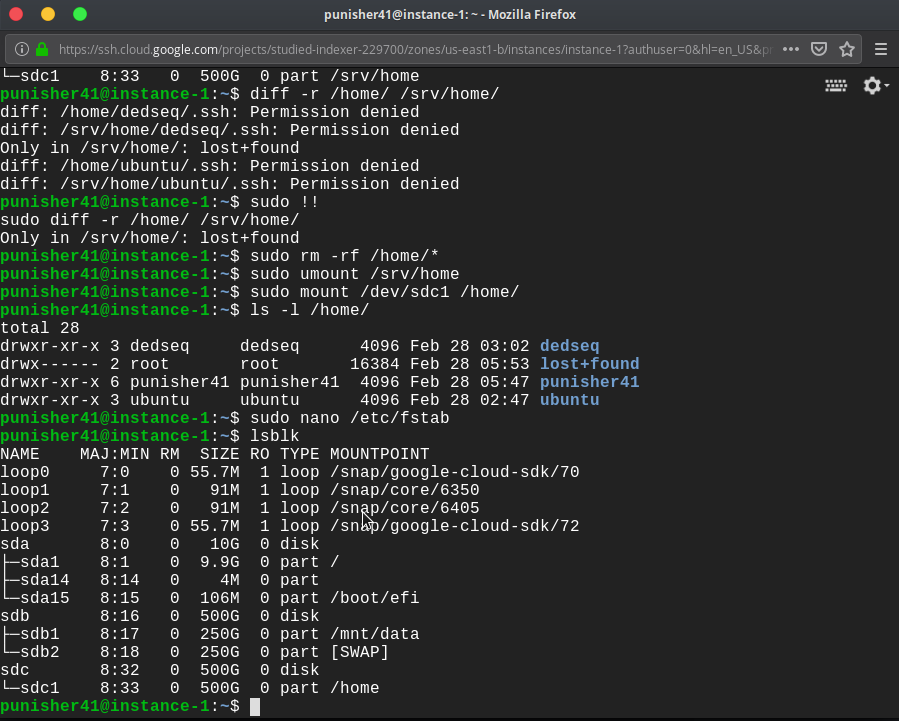 punisher41@instance-1: ~ - Mozilla Firefox
https://ssh.cloud.google.com/projects/studied-indexer-229700/zones/us-east1-b/instances/instance-1?authuser=0&hl=en_US&pr
└─sdc1    8:33   0  500G  0 part /srv/home
punisher41@instance-1:~$ diff -r /home/ /srv/home/
diff: /home/dedseq/.ssh: Permission denied
diff: /srv/home/dedseq/.ssh: Permission denied
Only in /srv/home/: lost+found
diff: /home/ubuntu/.ssh: Permission denied
diff: /srv/home/ubuntu/.ssh: Permission denied
punisher41@instance-1:~$ sudo !!
sudo diff -r /home/ /srv/home/
Only in /srv/home/: lost+found
punisher41@instance-1:~$ sudo rm -rf /home/*
punisher41@instance-1:~$ sudo umount /srv/home
punisher41@instance-1:~$ sudo mount /dev/sdc1 /home/
punisher41@instance-1:~$ ls -l /home/
total 28
drwxr-xr-x 3 dedseq     dedseq      4096 Feb 28 03:02 dedseq
drwx------ 2 root       root       16384 Feb 28 05:53 lost+found
drwxr-xr-x 6 punisher41 punisher41  4096 Feb 28 05:47 punisher41
drwxr-xr-x 3 ubuntu     ubuntu      4096 Feb 28 02:47 ubuntu
punisher41@instance-1:~$ sudo nano /etc/fstab
punisher41@instance-1:~$ lsblk
NAME    MAJ:MIN RM  SIZE RO TYPE MOUNTPOINT
loop0     7:0    0 55.7M  1 loop /snap/google-cloud-sdk/70
loop1     7:1    0   91M  1 loop /snap/core/6350
loop2     7:2    0   91M  1 loop /snap/core/6405
loop3     7:3    0 55.7M  1 loop /snap/google-cloud-sdk/72
sda       8:0    0   10G  0 disk
├─sda1    8:1    0  9.9G  0 part /
├─sda14   8:14   0    4M  0 part
└─sda15   8:15   0  106M  0 part /boot/efi
sdb       8:16   0  500G  0 disk
├─sdb1    8:17   0  250G  0 part /mnt/data
└─sdb2    8:18   0  250G  0 part [SWAP]
sdc       8:32   0  500G  0 disk
└─sdc1    8:33   0  500G  0 part /home
punisher41@instance-1:~$